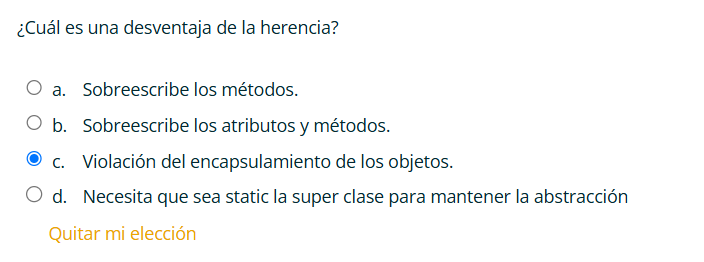 ¿Cuál es una desventaja de la herencia?
a. Sobreescribe los métodos.
b. Sobreescribe los atributos y métodos.
c. Violación del encapsulamiento de los objetos.
d. Necesita que sea static la super clase para mantener la abstracción
Quitar mi elección